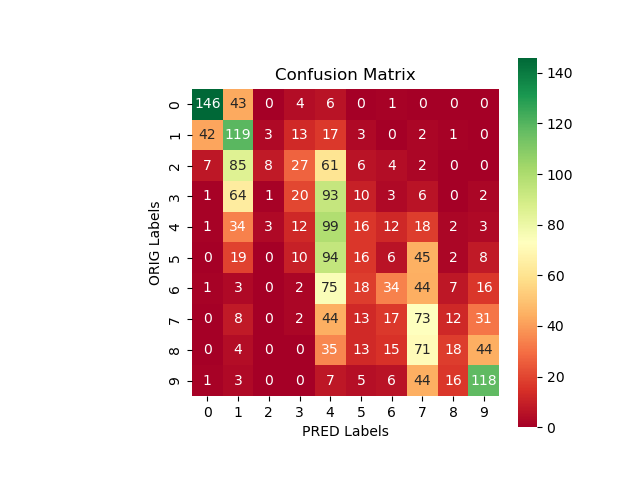 Confusion Matrix
0 146 43 0 4 6 0 1 0 0 0
1 42 119 3 13 17 3 0 2 1 0
2 7 85 8 27 61 6 4 2 0 0
3 1 64 1 20 93 10 3 6 0 2
4 1 34 3 12 99 16 12 18 2 3
5 0 19 0 10 94 16 6 45 2 8
6 1 3 0 2 75 18 34 44 7 16
7 0 8 0 2 44 13 17 73 12 31
8 0 4 0 0 35 13 15 71 18 44
9 1 3 0 0 7 5 6 44 16 118
0 1 2 3 4 5 6 7 8 9
PRED Labels
ORIG Labels
140
120
100
80
60
40
20
0